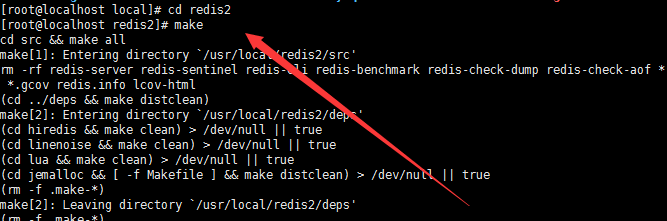 [root@localhost local]# cd redis2
[root@localhost redis2]# make
cd src && make all
make[1]: Entering directory `/usr/local/redis2/src'
rm -rf redis-server redis-sentinel redis-cli redis-benchmark redis-check-dump redis-check-aof *
*.gcov redis.info lcov-html
(cd ../deps && make distclean)
make[2]: Entering directory `/usr/local/redis2/deps'
(cd hiredis && make clean) > /dev/null || true
(cd linenoise && make clean) > /dev/null || true
(cd lua && make clean) > /dev/null || true
(cd jemalloc && [ -f Makefile ] && make distclean) > /dev/null || true
(rm -f .make-*)
make[2]: Leaving directory `/usr/local/redis2/deps'
(rm -f .make-*)